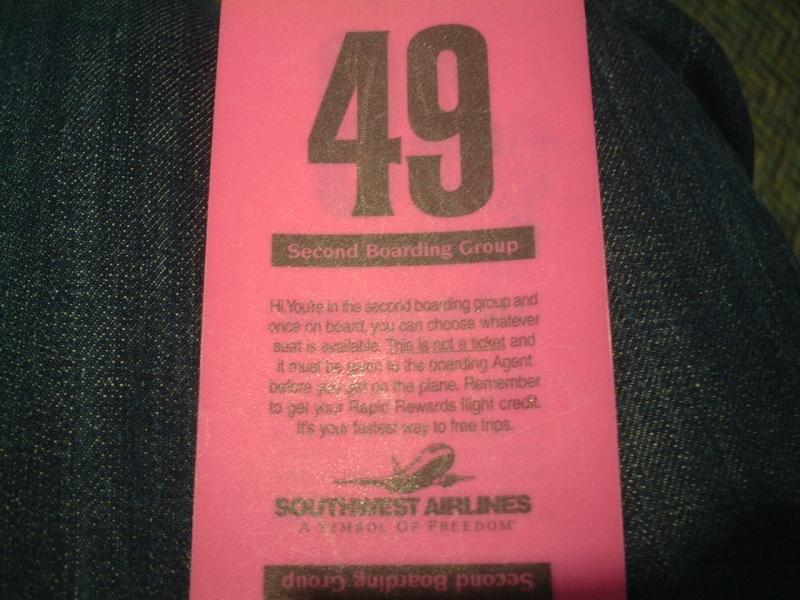 49
Second Boarding Group
Hi. You're in the second boarding group and
once on board, you can choose whatever
seat is available. This is not a ticket and
it must be given to the boarding Agent
before you get on the plane. Remember
to get your Rapid Rewards flight credit.
It's your fastest way to free trips.
SOUTHWEST AIRLINES
A SYMBOL OF FREEDOM
Second Boarding Group